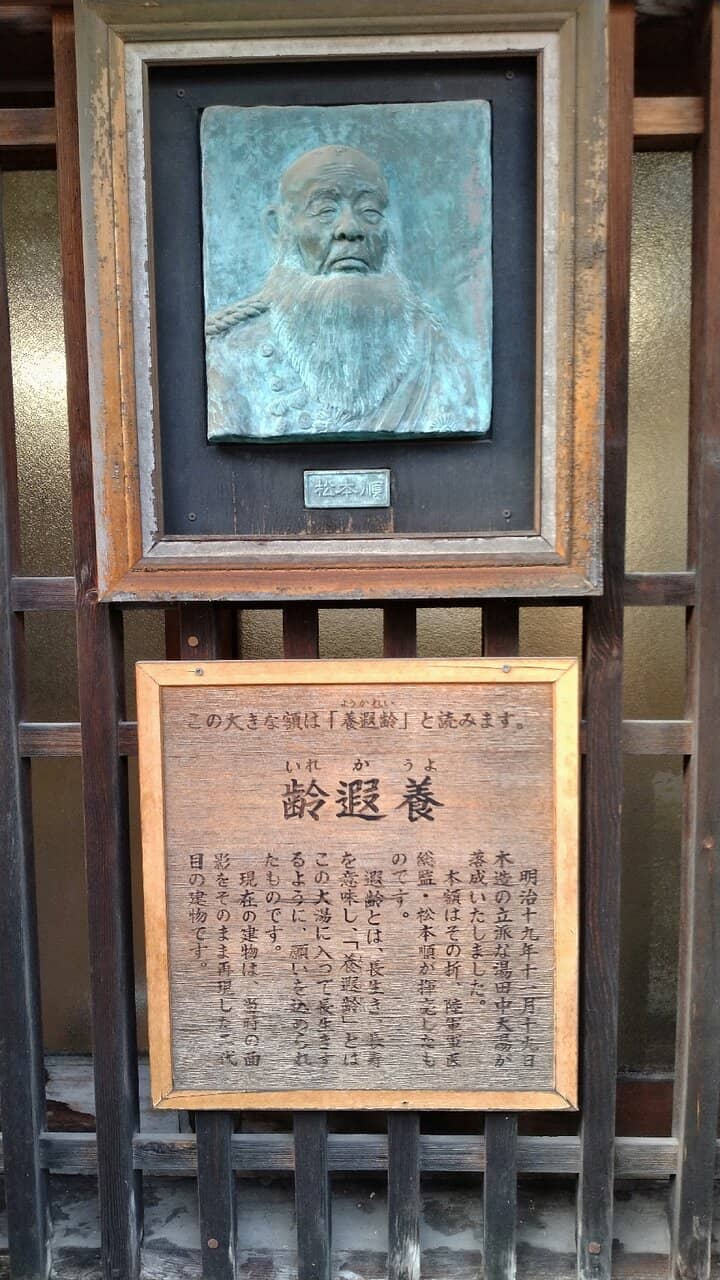 松本順
ようかれい
この大きな額は「養遐齢」と読みます。
いれ か うよ
齢遐養
明治十九年十一月十九日
木造の立派な湯田中大湯が
落成いたしました。
本額はその折、陸軍軍医
総監・松本順が揮毫したも
のです。
遐齢とは、長生き、長寿
を意味し、「養遐齢」とは
この大湯に入って長生きす
るように、願いを込められ
たものです。
現在の建物は、当時の面
影をそのまま再現した二代
目の建物です。